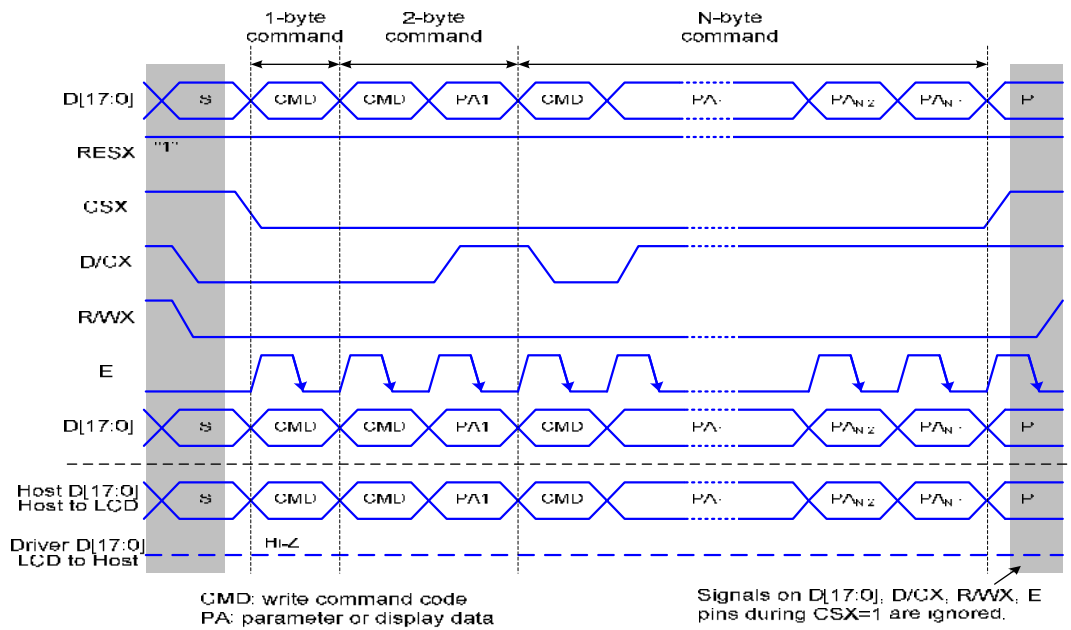 1-byte command
2-byte command
N-byte command
D[17:0] S CMD CMD PA1 CMD PA1 PAN-2 PAN-1 P
RESX "1"
CSX
D/CX
R/WX
E
D[17:0] S CMD CMD PA1 CMD PA1 PAN-2 PAN-1 P
Host D[17:0] S CMD CMD PA1 CMD PA1 PAN-2 PAN-1 P
Host to LCD
Driver D[17:0] Hi-Z
LCD to Host
CMD: write command code
PA: parameter or display data
Signals on D[17:0], D/CX, R/WX, E
pins during CSX=1 are ignored.